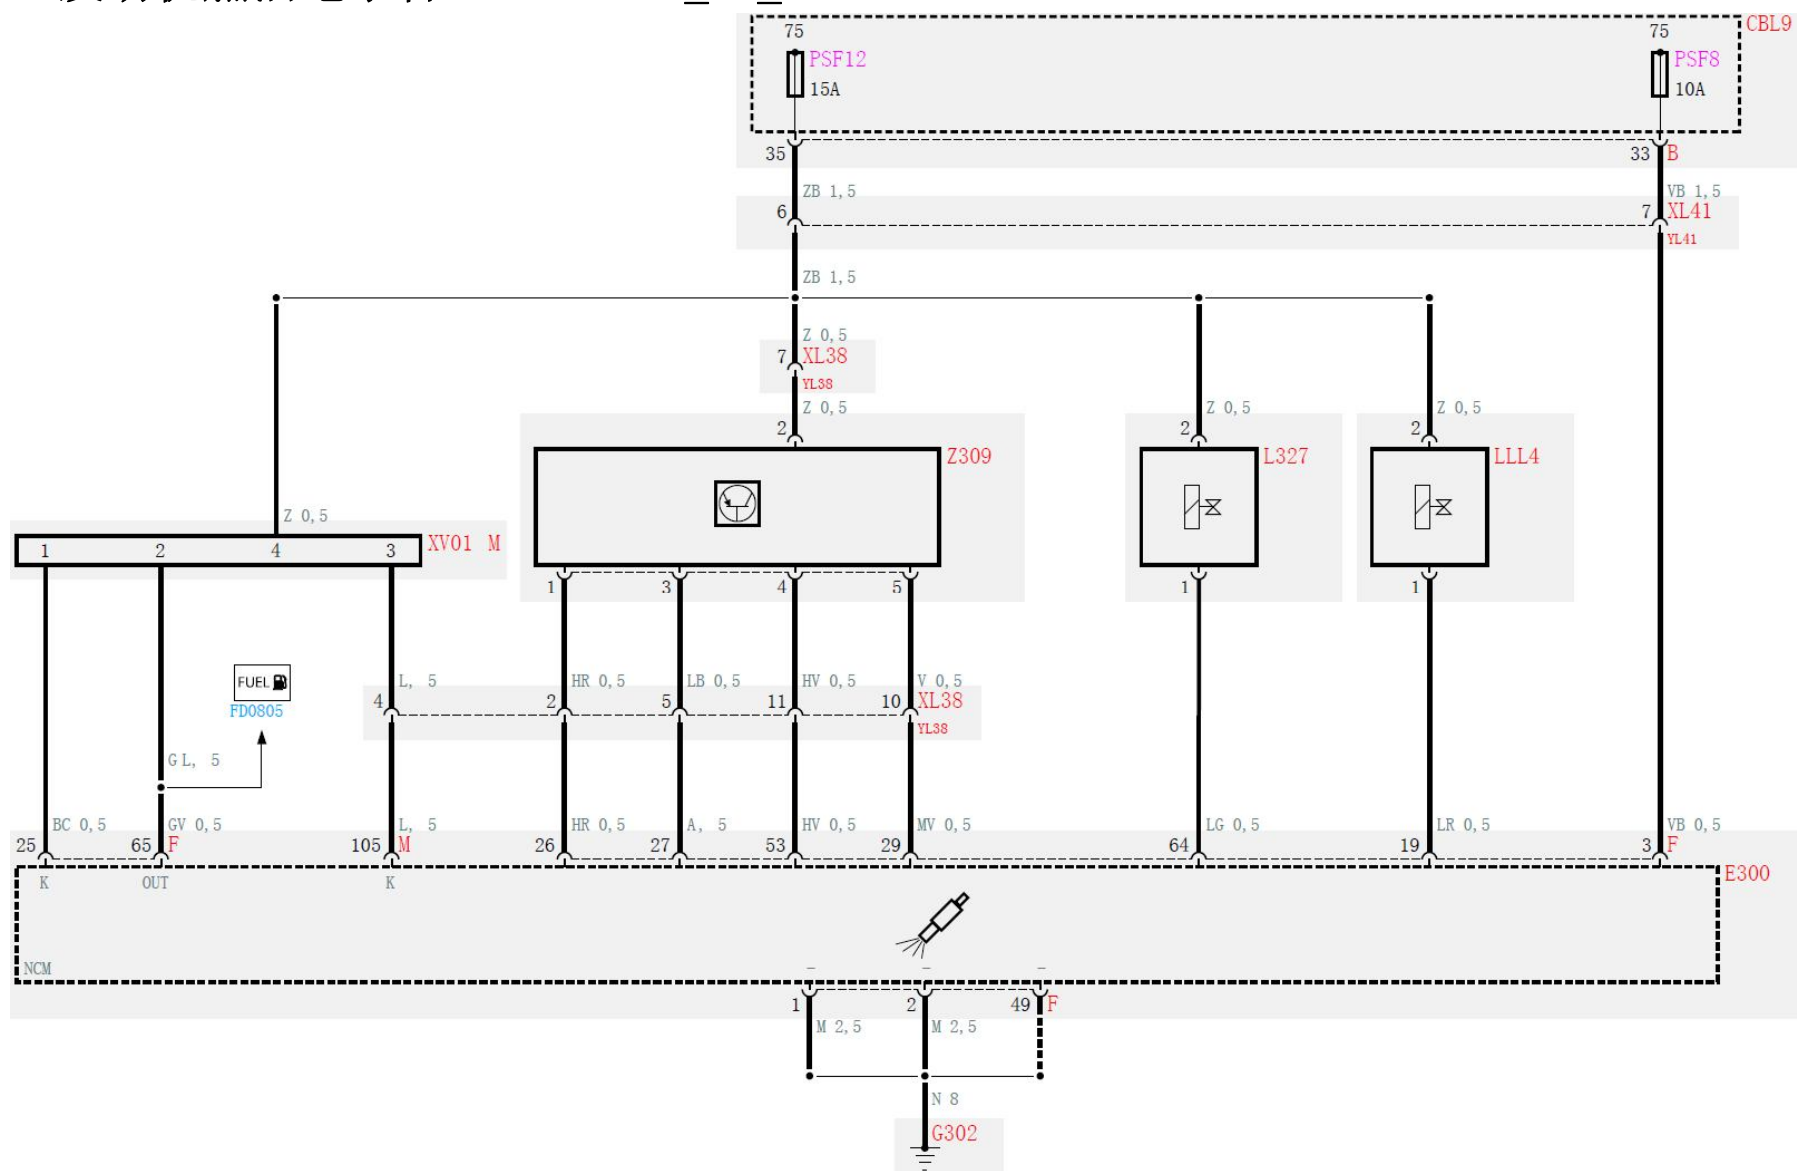 75 75 CBL9
PSF12 PSF8
15A 10A
35 33 B
ZB 1,5 VB 1,5
6 7 XL41
YL41
ZB 1,5
Z 0,5
7 XL38
YL38
Z 0,5 Z 0,5 Z 0,5
2 2 2
Z309 L327 LLL4
Z 0,5
1 2 4 3 XV01 M
1 3 4 5 1 1
FUEL
FD0805
L, 5 HR 0,5 LB 0,5 HV 0,5 V 0,5
4 2 5 11 10 XL38
YL38
GL, 5
BC 0,5 GV 0,5 L, 5 HR 0,5 A, 5 HV 0,5 MV 0,5 LG 0,5 LR 0,5 VB 0,5
25 65 F 105 M 26 27 53 29 64 19 3 F
K OUT K E300
NCM - - -
1 2 49 F
M 2,5 M 2,5
N 8
G302